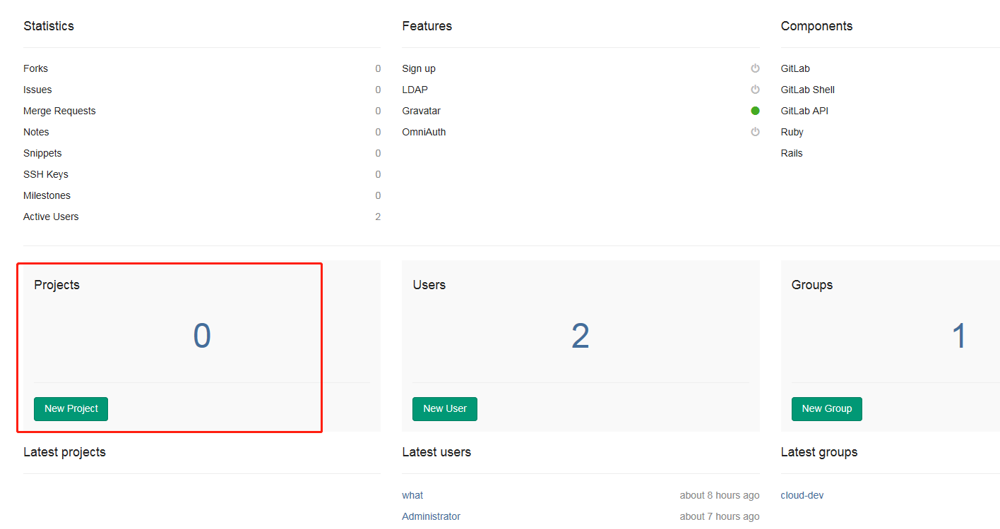 Statistics
Forks 0
Issues 0
Merge Requests 0
Notes 0
Snippets 0
SSH Keys 0
Milestones 0
Active Users 2
Features
Sign up
LDAP
Gravatar
OmniAuth
Components
GitLab
GitLab Shell
GitLab API
Ruby
Rails
Projects
0
New Project
Users
2
New User
Groups
1
New Group
Latest projects
Latest users
what about 8 hours ago
Administrator about 7 hours ago
Latest groups
cloud-dev